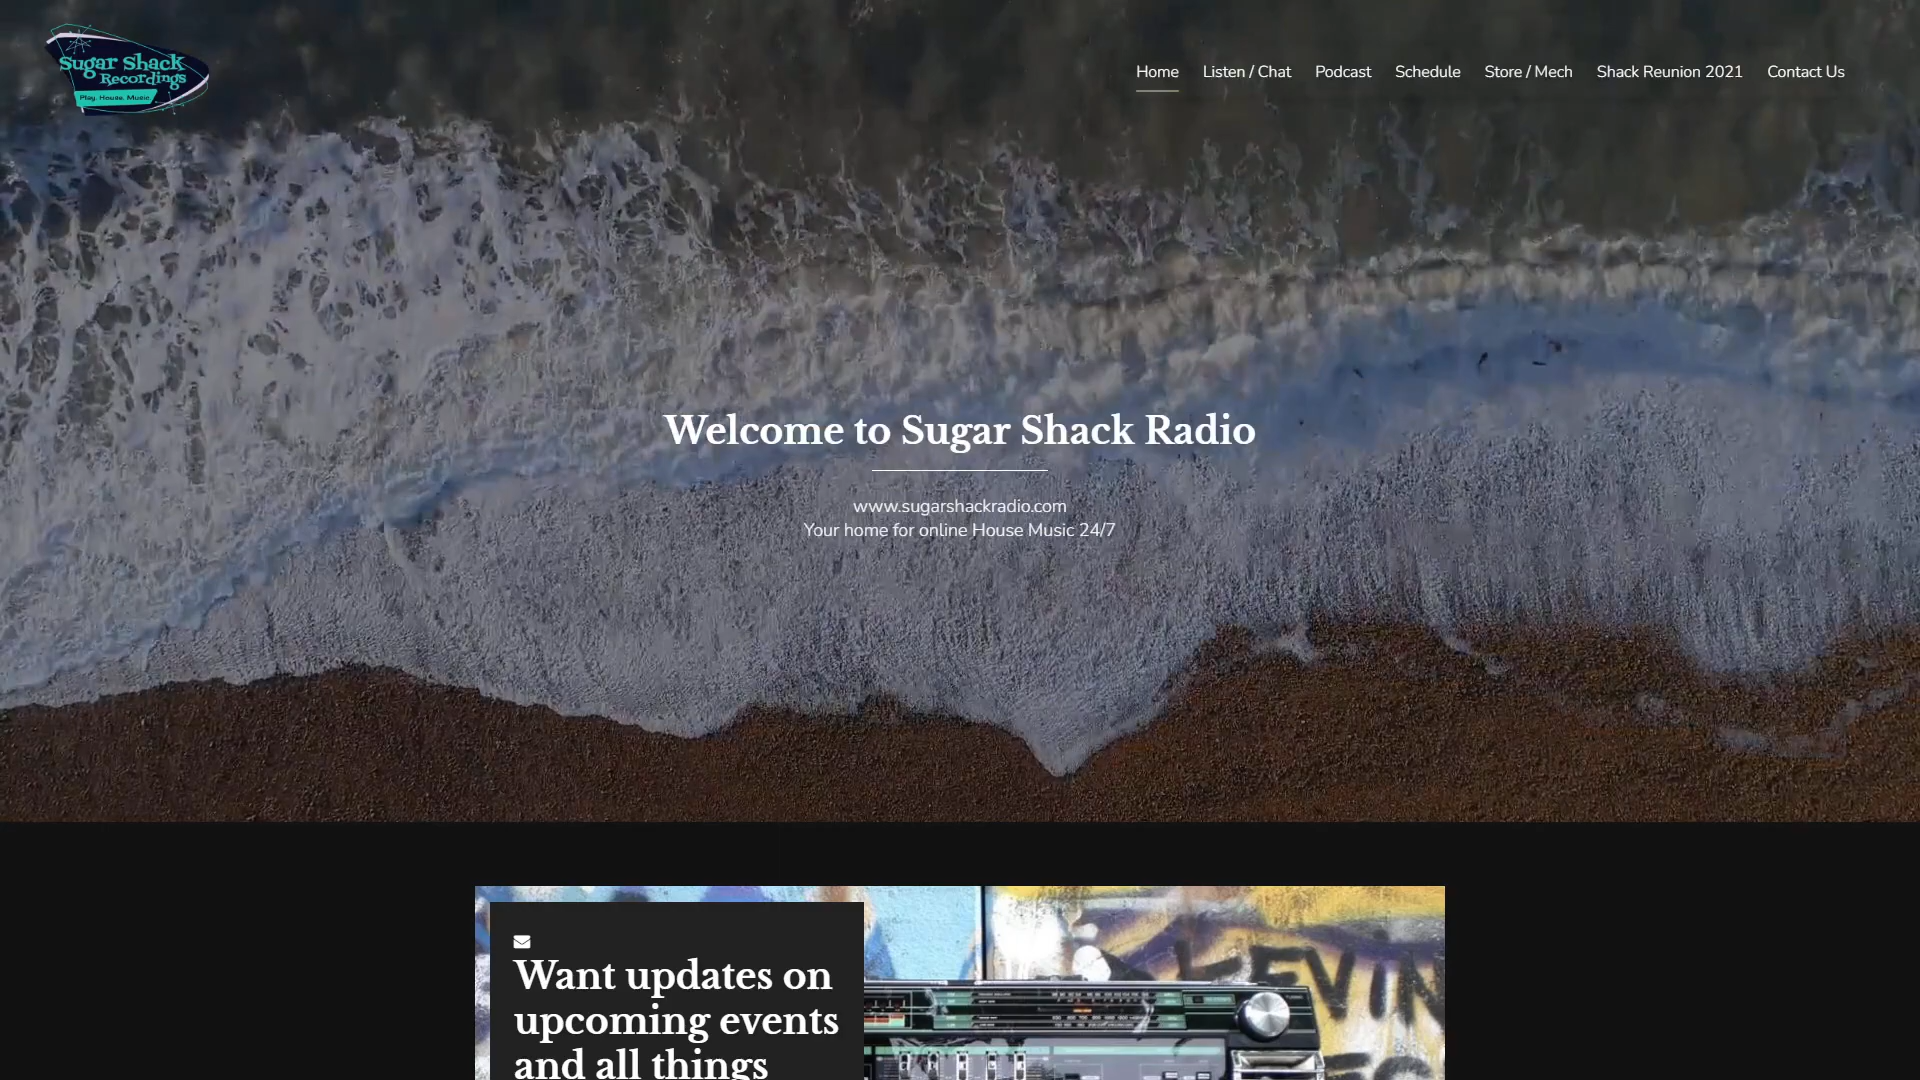 Sugar Shack
Recordings
Play. House. Music.
Home
Listen / Chat
Podcast
Schedule
Store / Mech
Shack Reunion 2021
Contact Us
Welcome to Sugar Shack Radio
www.sugarshackradio.com
Your home for online House Music 24/7
Want updates on
upcoming events
and all things